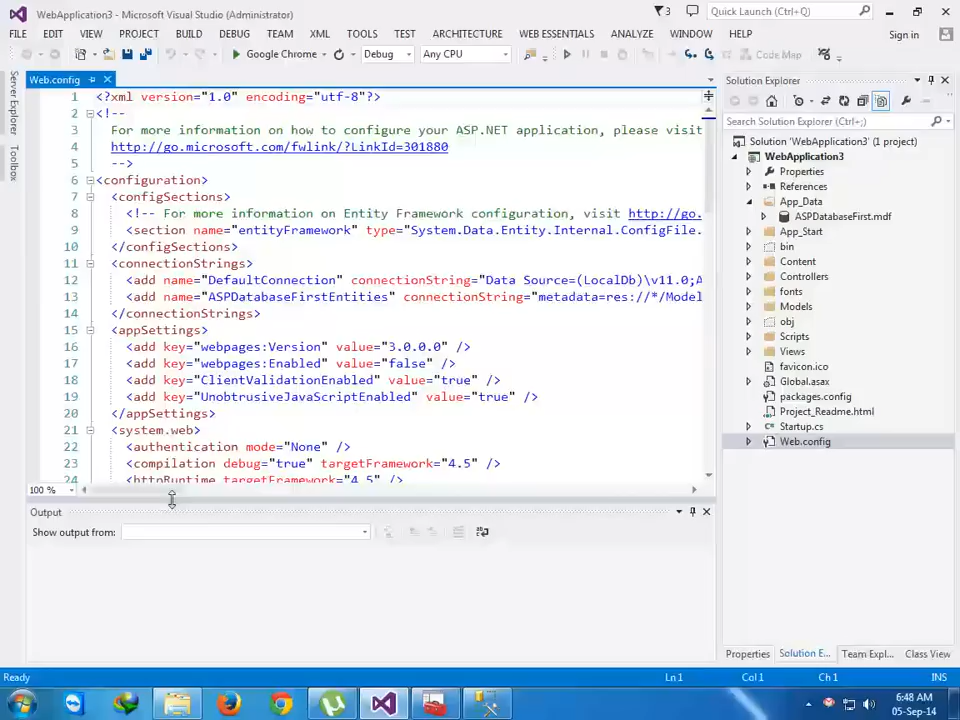 WebApplication3 - Microsoft Visual Studio (Administrator)
3
Quick Launch (Ctrl+Q)
FILE EDIT VIEW PROJECT BUILD DEBUG TEAM XML TOOLS TEST ARCHITECTURE WEB ESSENTIALS ANALYZE WINDOW HELP Sign in
Google Chrome Debug Any CPU Code Map
Server Explorer
Toolbox
Web.config
1 <?xml version="1.0" encoding="utf-8"?>
2 <!--
3 For more information on how to configure your ASP.NET application, please visit
4 http://go.microsoft.com/fwlink/?LinkId=301880
5 -->
6 <configuration>
7 <configSections>
8 <!-- For more information on Entity Framework configuration, visit http://go.
9 <section name="entityFramework" type="System.Data.Entity.Internal.ConfigFile.
10 </configSections>
11 <connectionStrings>
12 <add name="DefaultConnection" connectionString="Data Source=(LocalDb)\v11.0;A
13 <add name="ASPDatabaseFirstEntities" connectionString="metadata=res://*/Model
14 </connectionStrings>
15 <appSettings>
16 <add key="webpages:Version" value="3.0.0.0" />
17 <add key="webpages:Enabled" value="false" />
18 <add key="ClientValidationEnabled" value="true" />
19 <add key="UnobtrusiveJavaScriptEnabled" value="true" />
20 </appSettings>
21 <system.web>
22 <authentication mode="None" />
23 <compilation debug="true" targetFramework="4.5" />
24 <httpRuntime targetFramework="4.5" />
100 %
Output
Show output from:
Solution Explorer
Search Solution Explorer (Ctrl+;)
Solution 'WebApplication3' (1 project)
WebApplication3
Properties
References
App_Data
ASPDatabaseFirst.mdf
App_Start
bin
Content
Controllers
fonts
Models
obj
Scripts
Views
favicon.ico
Global.asax
packages.config
Project_Readme.html
Startup.cs
Web.config
Properties Solution E... Team Expl... Class View
Ready Ln 1 Col 1 Ch 1 INS
6:48 AM
05-Sep-14